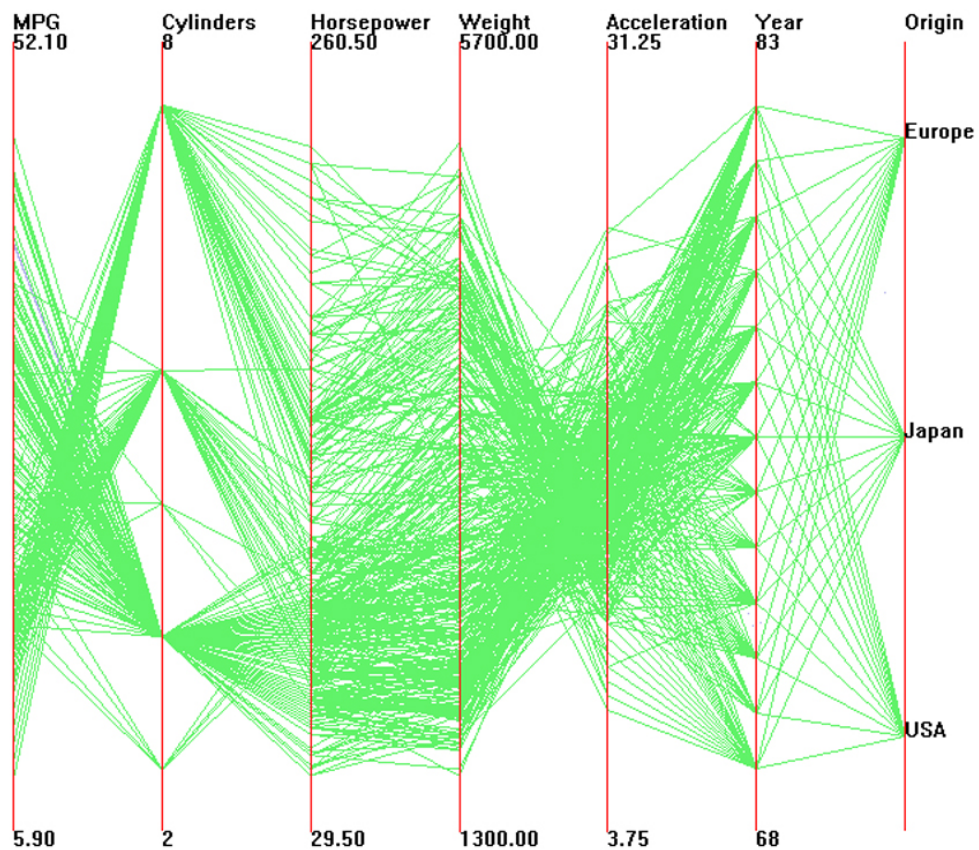 MPG Cylinders Horsepower Weight Acceleration Year Origin
52.10 8 260.50 5700.00 31.25 83
Europe
Japan
USA
5.90 2 29.50 1300.00 3.75 68